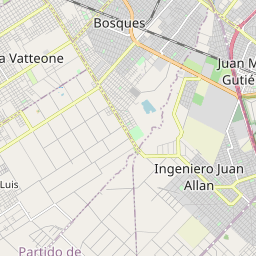 Bosques
a Vatteone
Juan M
Gutié
Ingeniero Juan
Allan
Luis
Partido de